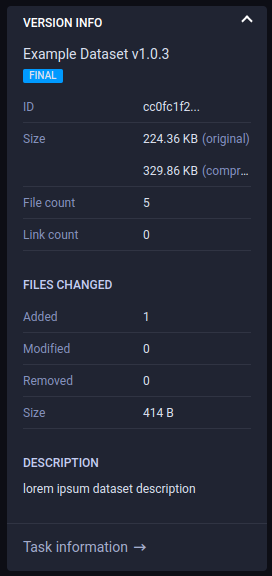 VERSION INFO
Example Dataset v1.0.3
FINAL
ID cc0fc1f2...
Size 224.36 KB (original)
329.86 KB (compr...
File count 5
Link count 0
FILES CHANGED
Added 1
Modified 0
Removed 0
Size 414 B
DESCRIPTION
lorem ipsum dataset description
Task information →